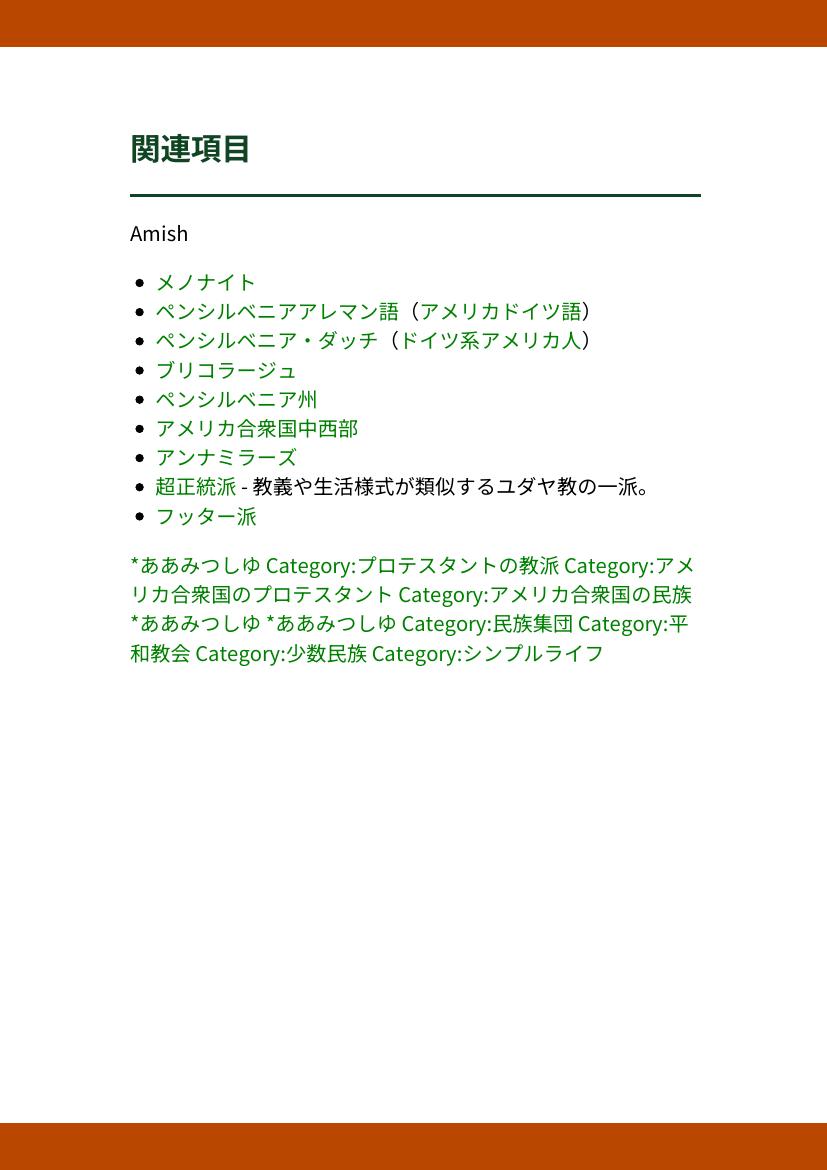 関連項目
Amish
メノナイト
ペンシルベニアアレマン語（アメリカドイツ語）
ペンシルベニア・ダッチ（ドイツ系アメリカ人）
ブリコラージュ
ペンシルベニア州
アメリカ合衆国中西部
アンナミラーズ
超正統派 - 教義や生活様式が類似するユダヤ教の一派。
フッター派
*ああみつしゆ Category:プロテスタントの教派 Category:アメ
リカ合衆国のプロテスタント Category:アメリカ合衆国の民族
*ああみつしゆ *ああみつしゆ Category:民族集団 Category:平
和教会 Category:少数民族 Category:シンプルライフ